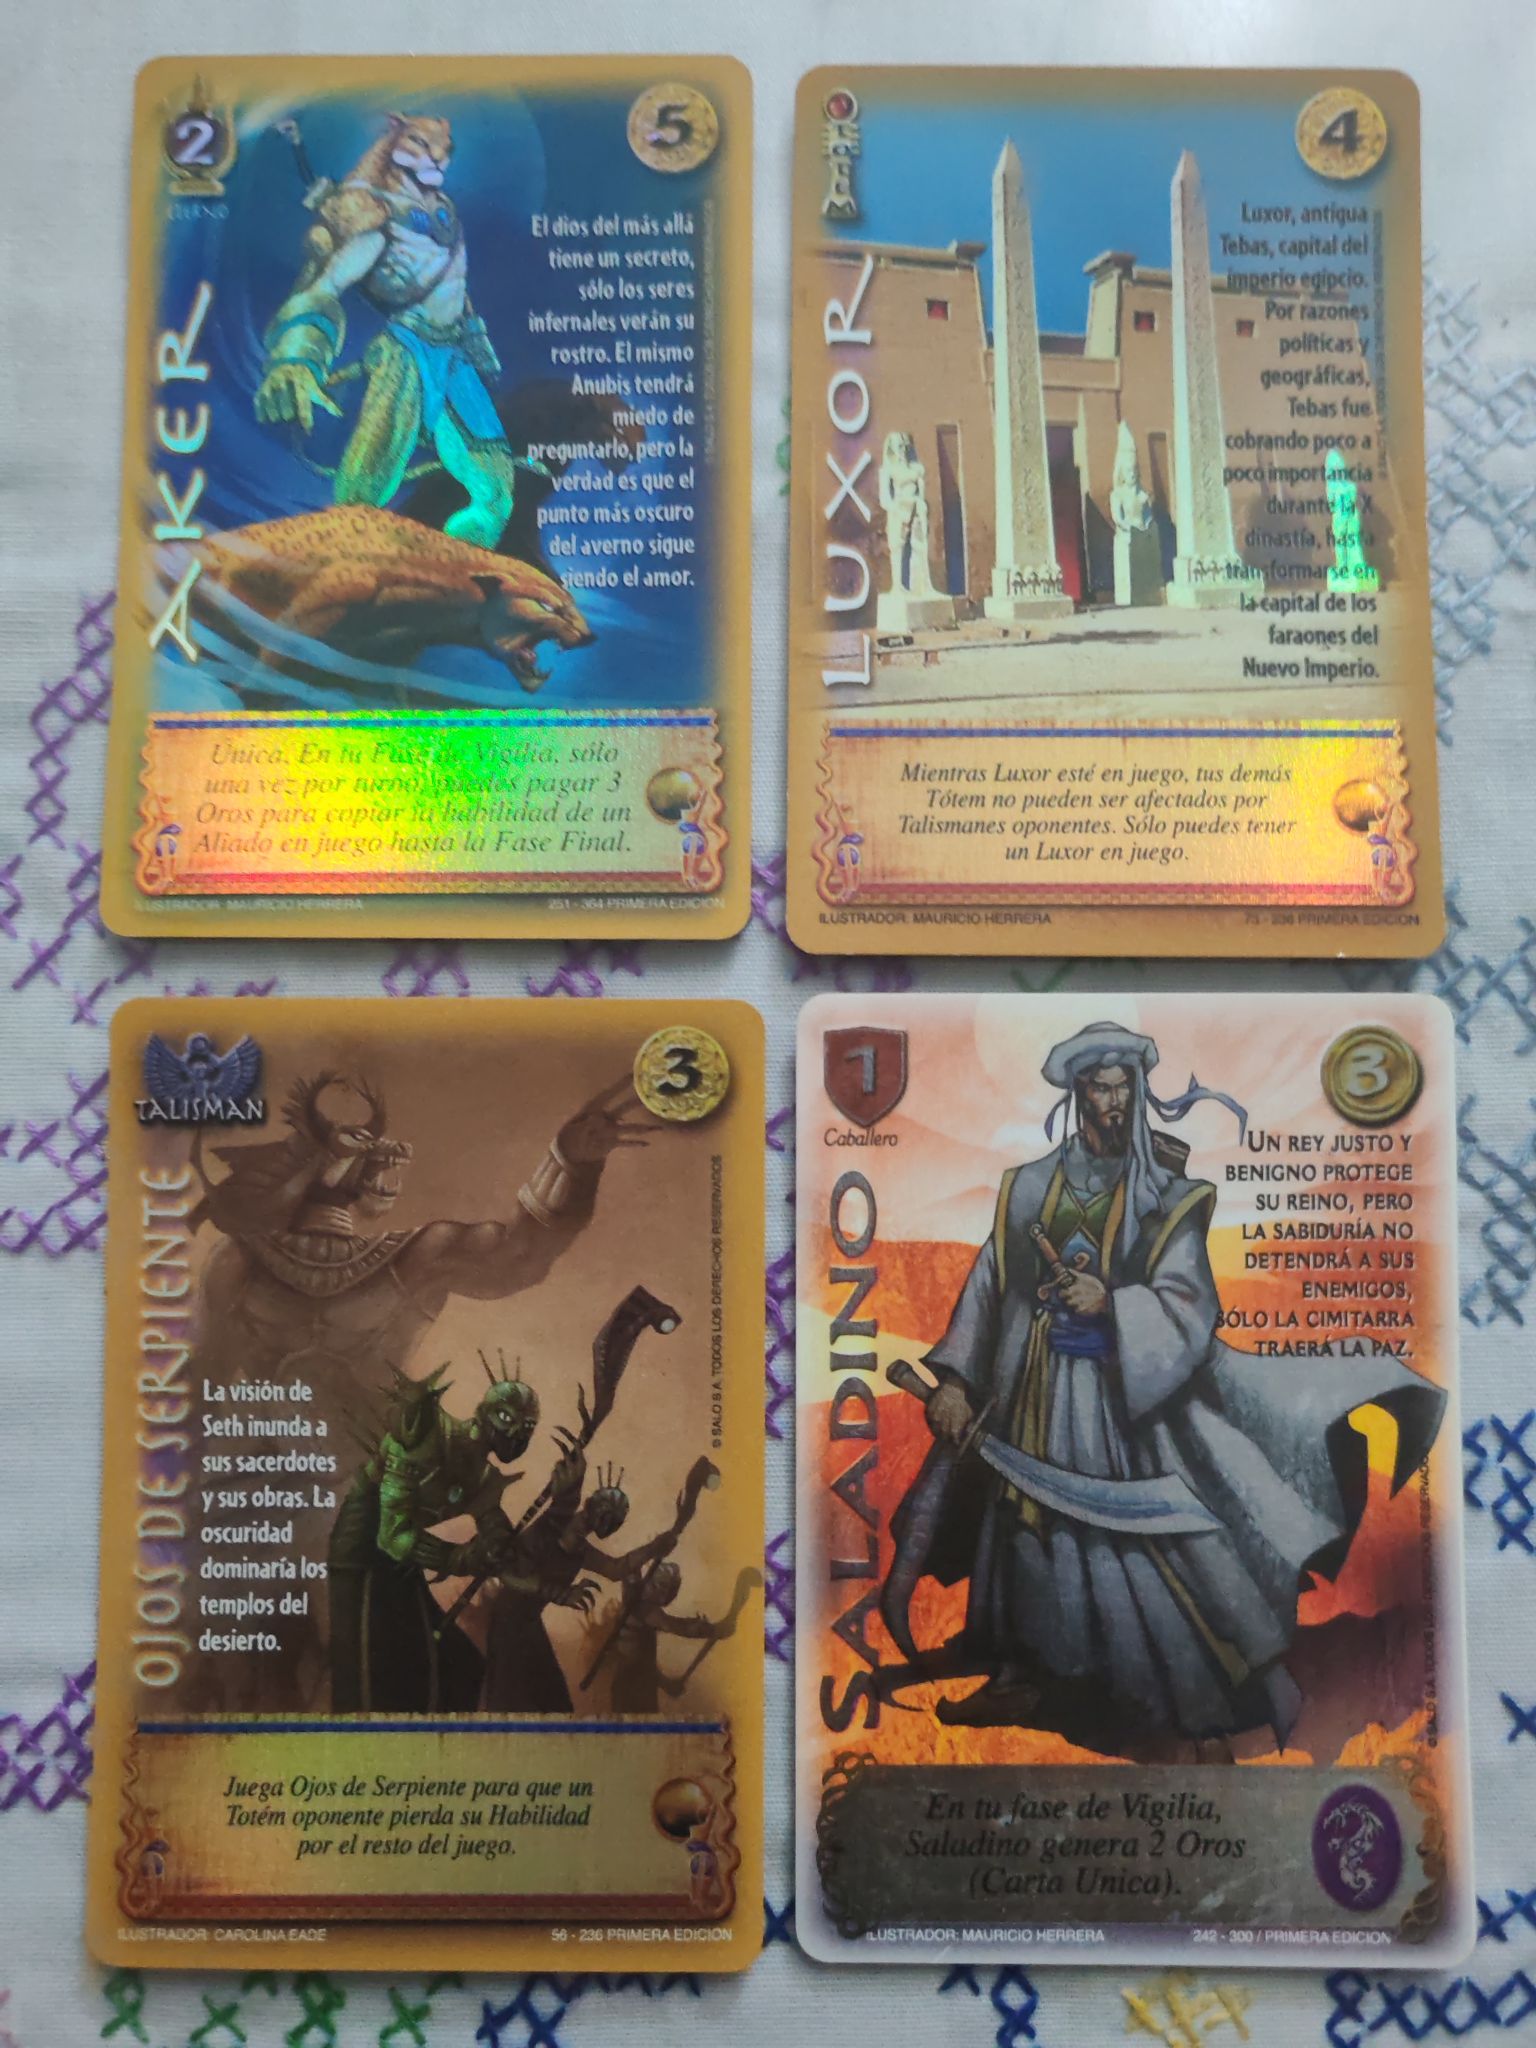 2
ETERNO
5
AKER
El dios del más allá
tiene un secreto,
sólo los seres
infernales verán su
rostro. El mismo
Anubis tendrá
miedo de
preguntarlo, pero la
verdad es que el
punto más oscuro
del averno sigue
siendo el amor.
Única. En tu Fase de Vigilia, sólo
una vez por turno, puedes pagar 3
Oros para copiar la habilidad de un
Aliado en juego hasta la Fase Final.
ILUSTRADOR: MAURICIO HERRERA
251 - 364 PRIMERA EDICION
TOTEM
4
LUXOR
Luxor, antigua
Tebas, capital del
imperio egipcio.
Por razones
políticas y
geográficas,
Tebas fue
cobrando poco a
poco importancia
durante la X
dinastía, hasta
transformarse en
la capital de los
faraones del
Nuevo Imperio.
Mientras Luxor esté en juego, tus demás
Tótem no pueden ser afectados por
Talismanes oponentes. Sólo puedes tener
un Luxor en juego.
ILUSTRADOR: MAURICIO HERRERA
- 236 PRIMERA EDICION
TALISMAN
3
OJOS DE SERPIENTE
La visión de
Seth inunda a
sus sacerdotes
y sus obras. La
oscuridad
dominaría los
templos del
desierto.
© SALO S.A. TODOS LOS DERECHOS RESERVADOS
Juega Ojos de Serpiente para que un
Totém oponente pierda su Habilidad
por el resto del juego.
ILUSTRADOR: CAROLINA EADE
56 - 236 PRIMERA EDICION
1
Caballero
3
SALADINO
UN REY JUSTO Y
BENIGNO PROTEGE
SU REINO, PERO
LA SABIDURÍA NO
DETENDRÁ A SUS
ENEMIGOS,
SÓLO LA CIMITARRA
TRAERÁ LA PAZ.
© SALO S.A. TODOS LOS DERECHOS RESERVADOS
En tu fase de Vigilia,
Saladino genera 2 Oros
(Carta Unica).
ILUSTRADOR: MAURICIO HERRERA
242 - 300 / PRIMERA EDICION